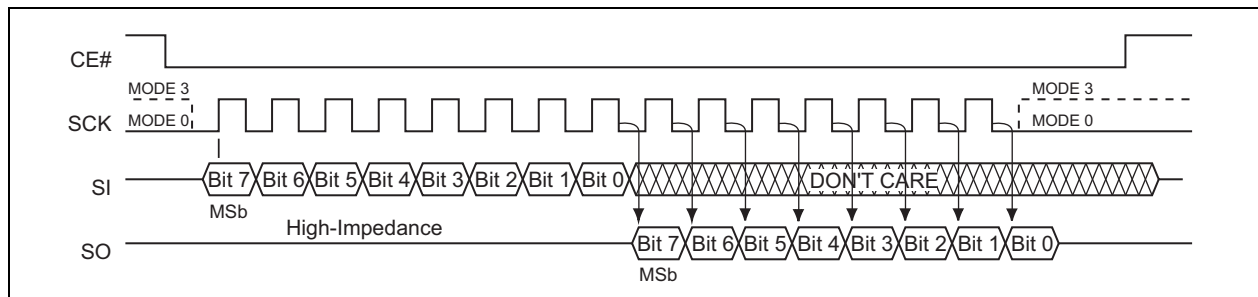 CE#
MODE 3 MODE 3
SCK MODE 0 MODE 0
SI Bit 7 Bit 6 Bit 5 Bit 4 Bit 3 Bit 2 Bit 1 Bit 0 DON'T CARE
MSb
High-Impedance
SO Bit 7 Bit 6 Bit 5 Bit 4 Bit 3 Bit 2 Bit 1 Bit 0
MSb